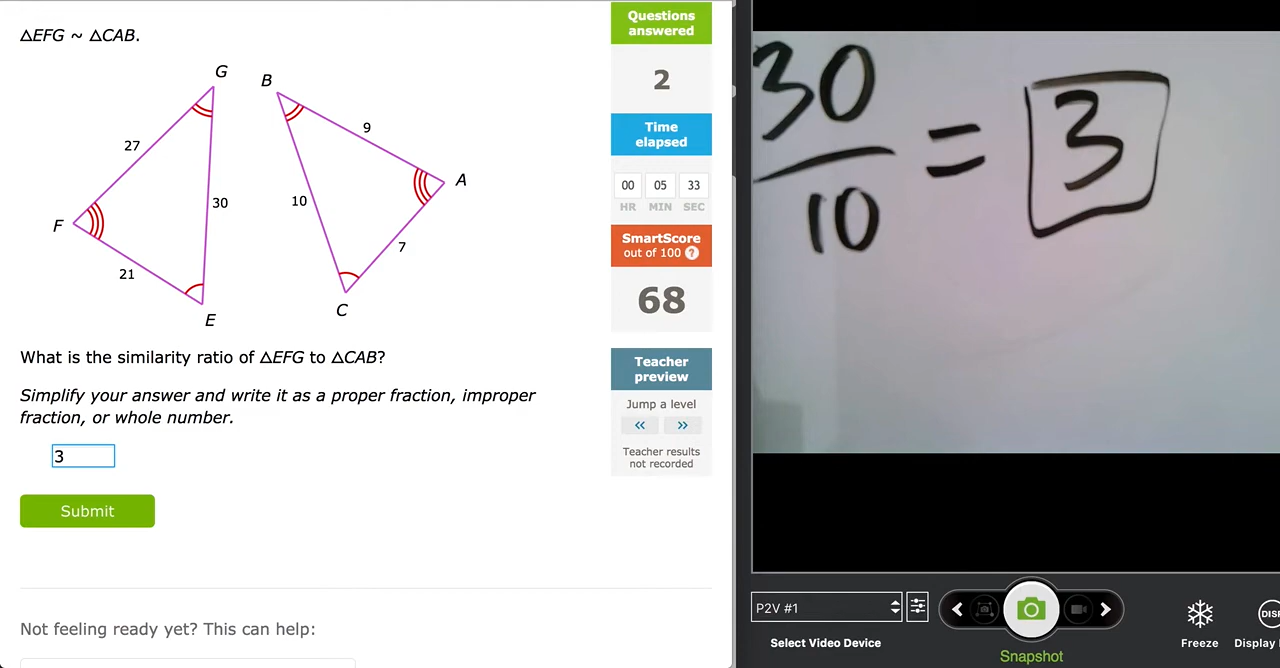 △EFG ~ △CAB.
G
B
27
9
30
10
A
F
7
21
E
C
What is the similarity ratio of △EFG to △CAB?
Simplify your answer and write it as a proper fraction, improper
fraction, or whole number.
3
Submit
Not feeling ready yet? This can help:
Questions
answered
2
Time
elapsed
00 05 33
HR MIN SEC
SmartScore
out of 100 ?
68
Teacher
preview
Jump a level
<< >>
Teacher results
not recorded
30
10
= 3
P2V #1
Select Video Device
Snapshot
Freeze
Display